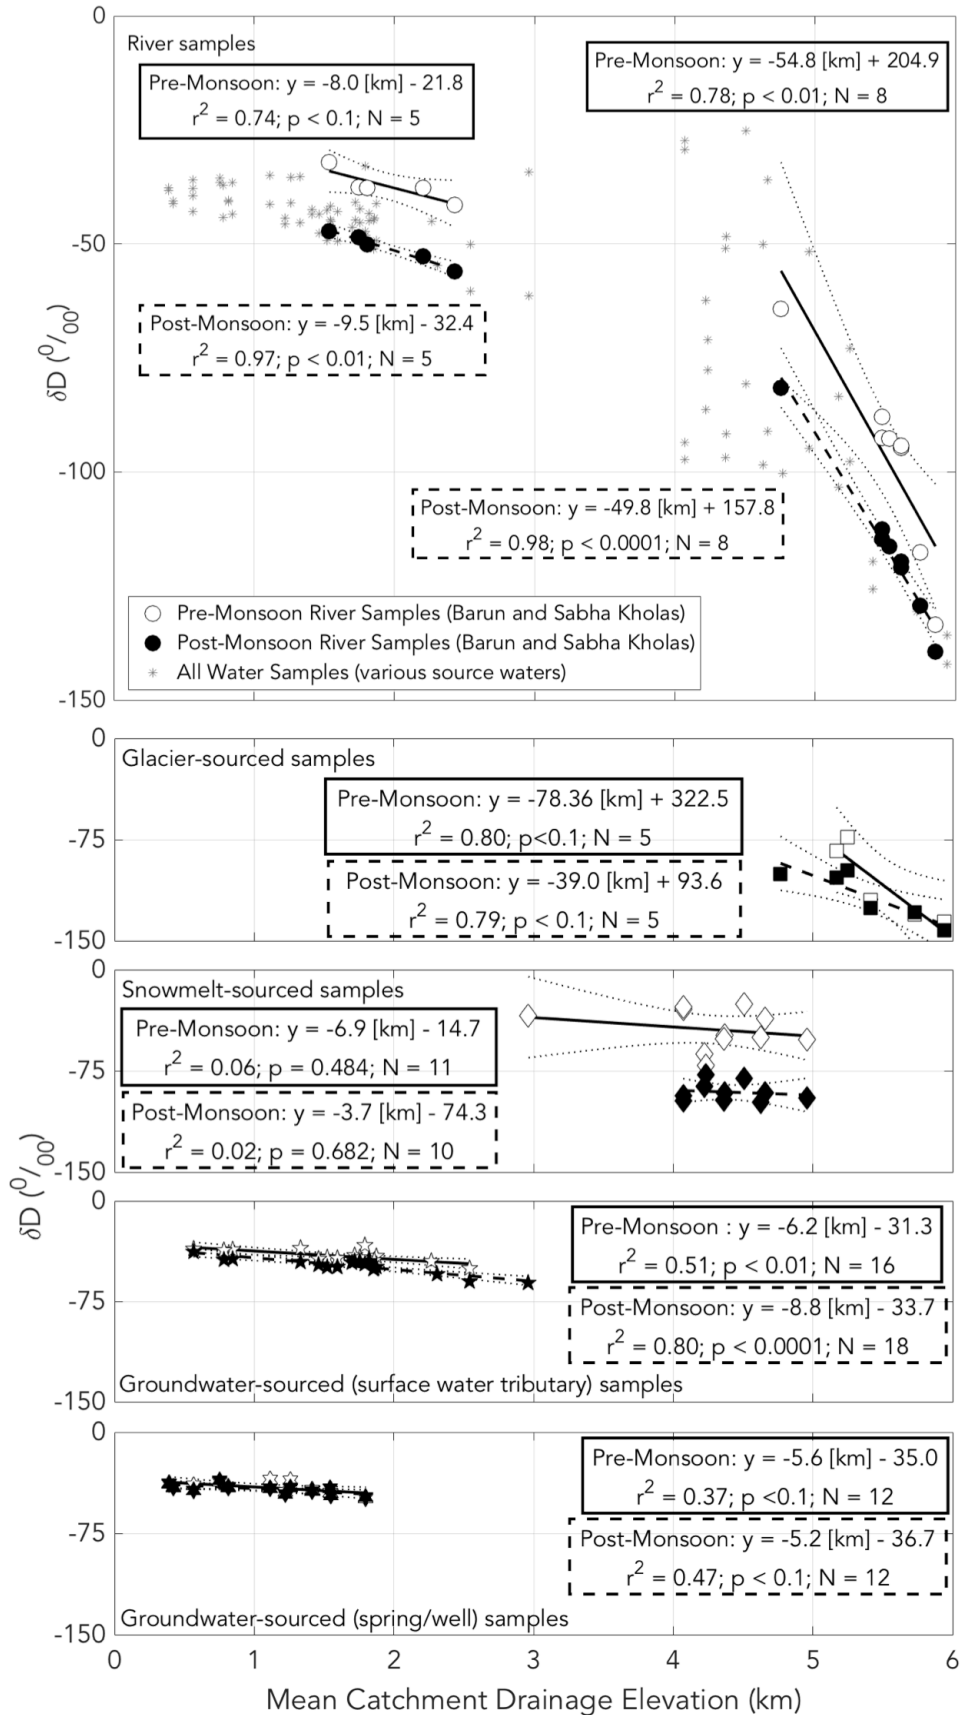 0
River samples
Pre-Monsoon: y = -8.0 [km] - 21.8
r² = 0.74; p < 0.1; N = 5
Pre-Monsoon: y = -54.8 [km] + 204.9
r² = 0.78; p < 0.01; N = 8
-50
Post-Monsoon: y = -9.5 [km] - 32.4
r² = 0.97; p < 0.01; N = 5
δD (⁰/₀₀)
-100
Post-Monsoon: y = -49.8 [km] + 157.8
r² = 0.98; p < 0.0001; N = 8
Pre-Monsoon River Samples (Barun and Sabha Kholas)
Post-Monsoon River Samples (Barun and Sabha Kholas)
All Water Samples (various source waters)
-150
0
Glacier-sourced samples
Pre-Monsoon: y = -78.36 [km] + 322.5
r² = 0.80; p<0.1; N = 5
-75
Post-Monsoon: y = -39.0 [km] + 93.6
r² = 0.79; p < 0.1; N = 5
-150
0
Snowmelt-sourced samples
Pre-Monsoon: y = -6.9 [km] - 14.7
r² = 0.06; p = 0.484; N = 11
-75
Post-Monsoon: y = -3.7 [km] - 74.3
r² = 0.02; p = 0.682; N = 10
-150
δD (⁰/₀₀)
0
Pre-Monsoon : y = -6.2 [km] - 31.3
r² = 0.51; p < 0.01; N = 16
-75
Post-Monsoon: y = -8.8 [km] - 33.7
r² = 0.80; p < 0.0001; N = 18
Groundwater-sourced (surface water tributary) samples
-150
0
Pre-Monsoon: y = -5.6 [km] - 35.0
r² = 0.37; p <0.1; N = 12
-75
Post-Monsoon: y = -5.2 [km] - 36.7
r² = 0.47; p < 0.1; N = 12
Groundwater-sourced (spring/well) samples
-150
0 1 2 3 4 5 6
Mean Catchment Drainage Elevation (km)